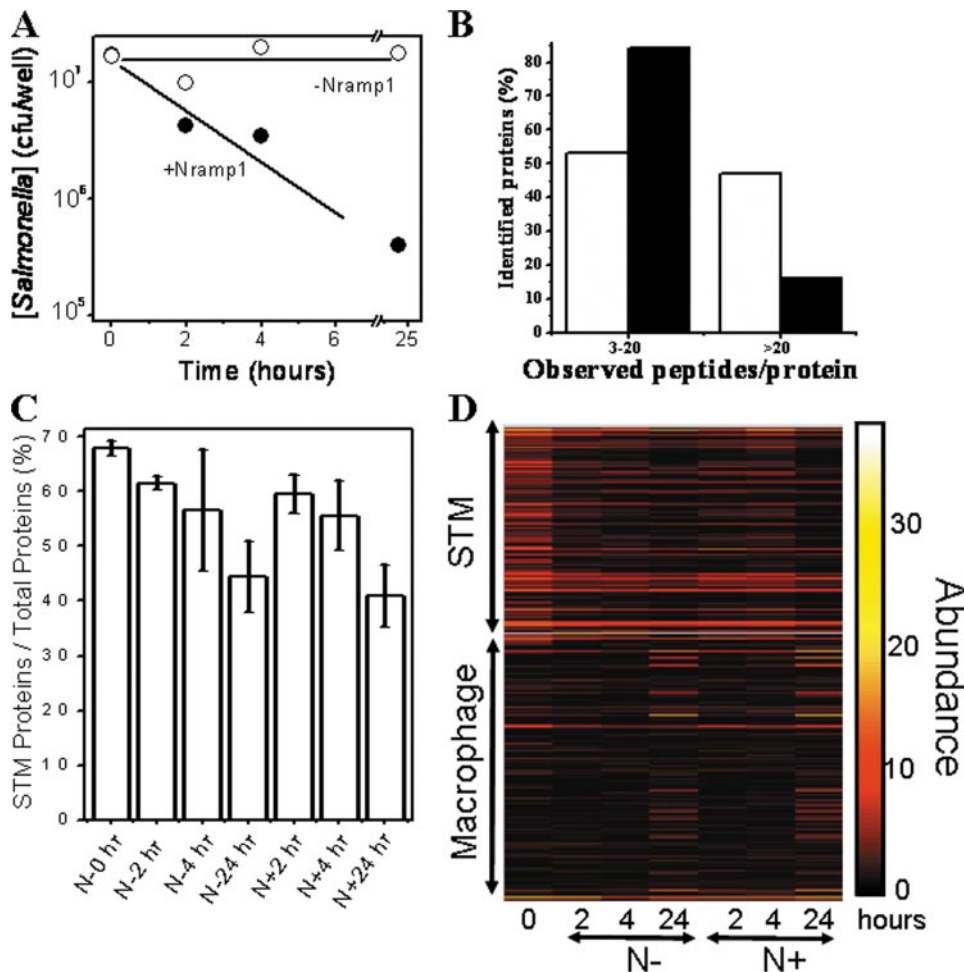 A
[Salmonella] (cfu/well)
10⁷
10⁶
10⁵
-Nramp1
+Nramp1
0 2 4 6 25
Time (hours)
B
Identified proteins (%)
80
70
60
50
40
30
20
10
0
3-20 >20
Observed peptides/protein
C
STM Proteins / Total Proteins (%)
70
60
50
40
30
20
10
0
N-0 hr
N-2 hr
N-4 hr
N-24 hr
N+2 hr
N+4 hr
N+24 hr
D
STM
Macrophage
30
20
10
0
Abundance
0 2 4 24 2 4 24 hours
N- N+